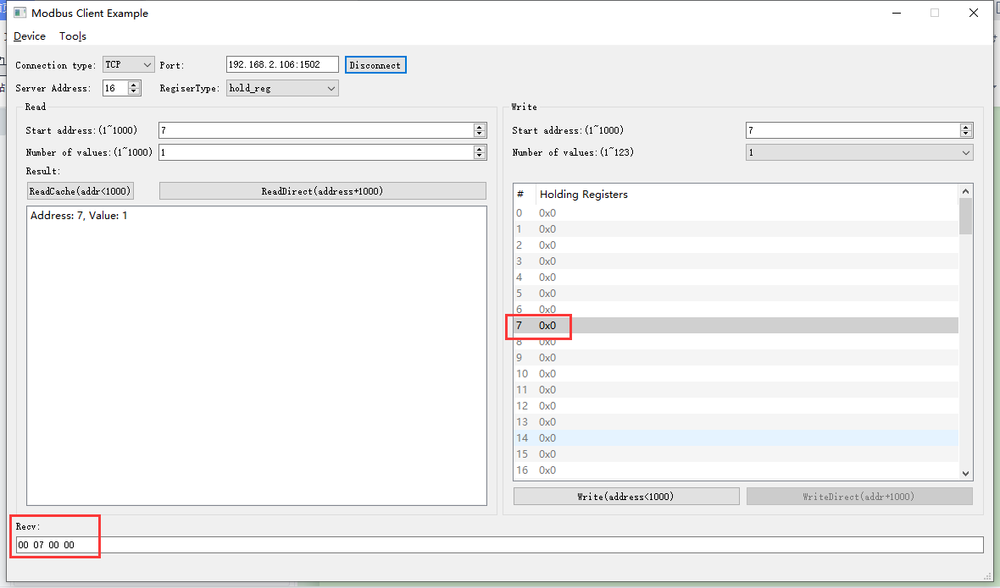 Modbus Client Example
Device Tools
Connection type: TCP Port: 192.168.2.106:1502 Disconnect
Server Address: 16 RegiserType: hold_reg
Read
Start address:(1~1000) 7
Number of values:(1~1000) 1
Result:
ReadCache(addr<1000) ReadDirect(address+1000)
Address: 7, Value: 1
Write
Start address:(1~1000) 7
Number of values:(1~123) 1
# Holding Registers
0 0x0
1 0x0
2 0x0
3 0x0
4 0x0
5 0x0
6 0x0
7 0x0
8 0x0
9 0x0
10 0x0
11 0x0
12 0x0
13 0x0
14 0x0
15 0x0
16 0x0
Write(address<1000) WriteDirect(addr+1000)
Recv:
00 07 00 00